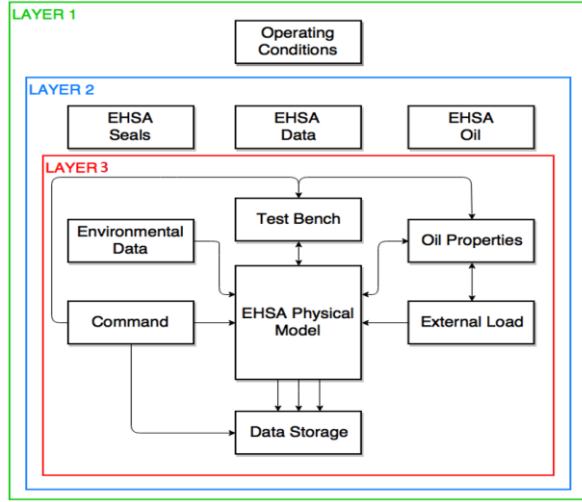 LAYER 1
Operating
Conditions
LAYER 2
EHSA
Seals
EHSA
Data
EHSA
Oil
LAYER 3
Test Bench
Environmental
Data
Oil Properties
EHSA Physical
Model
Command
External Load
Data Storage